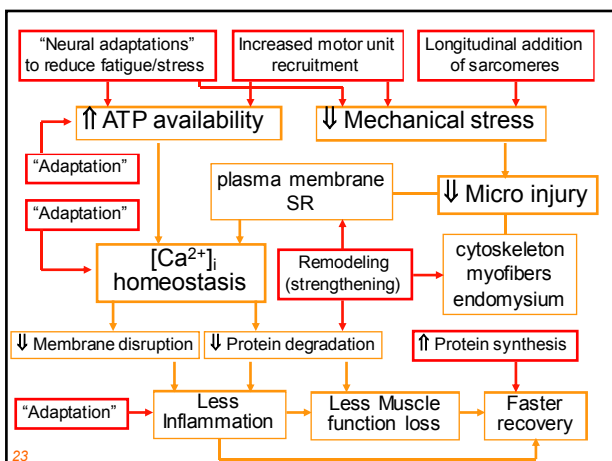 “Neural adaptations”
to reduce fatigue/stress
Increased motor unit
recruitment
Longitudinal addition
of sarcomeres
⇑ ATP availability
⇓ Mechanical stress
“Adaptation”
plasma membrane
SR
⇓ Micro injury
“Adaptation”
[Ca²⁺]ᵢ
homeostasis
Remodeling
(strengthening)
cytoskeleton
myofibers
endomysium
⇓ Membrane disruption
⇓ Protein degradation
⇑ Protein synthesis
“Adaptation”
Less
Inflammation
Less Muscle
function loss
Faster
recovery
23